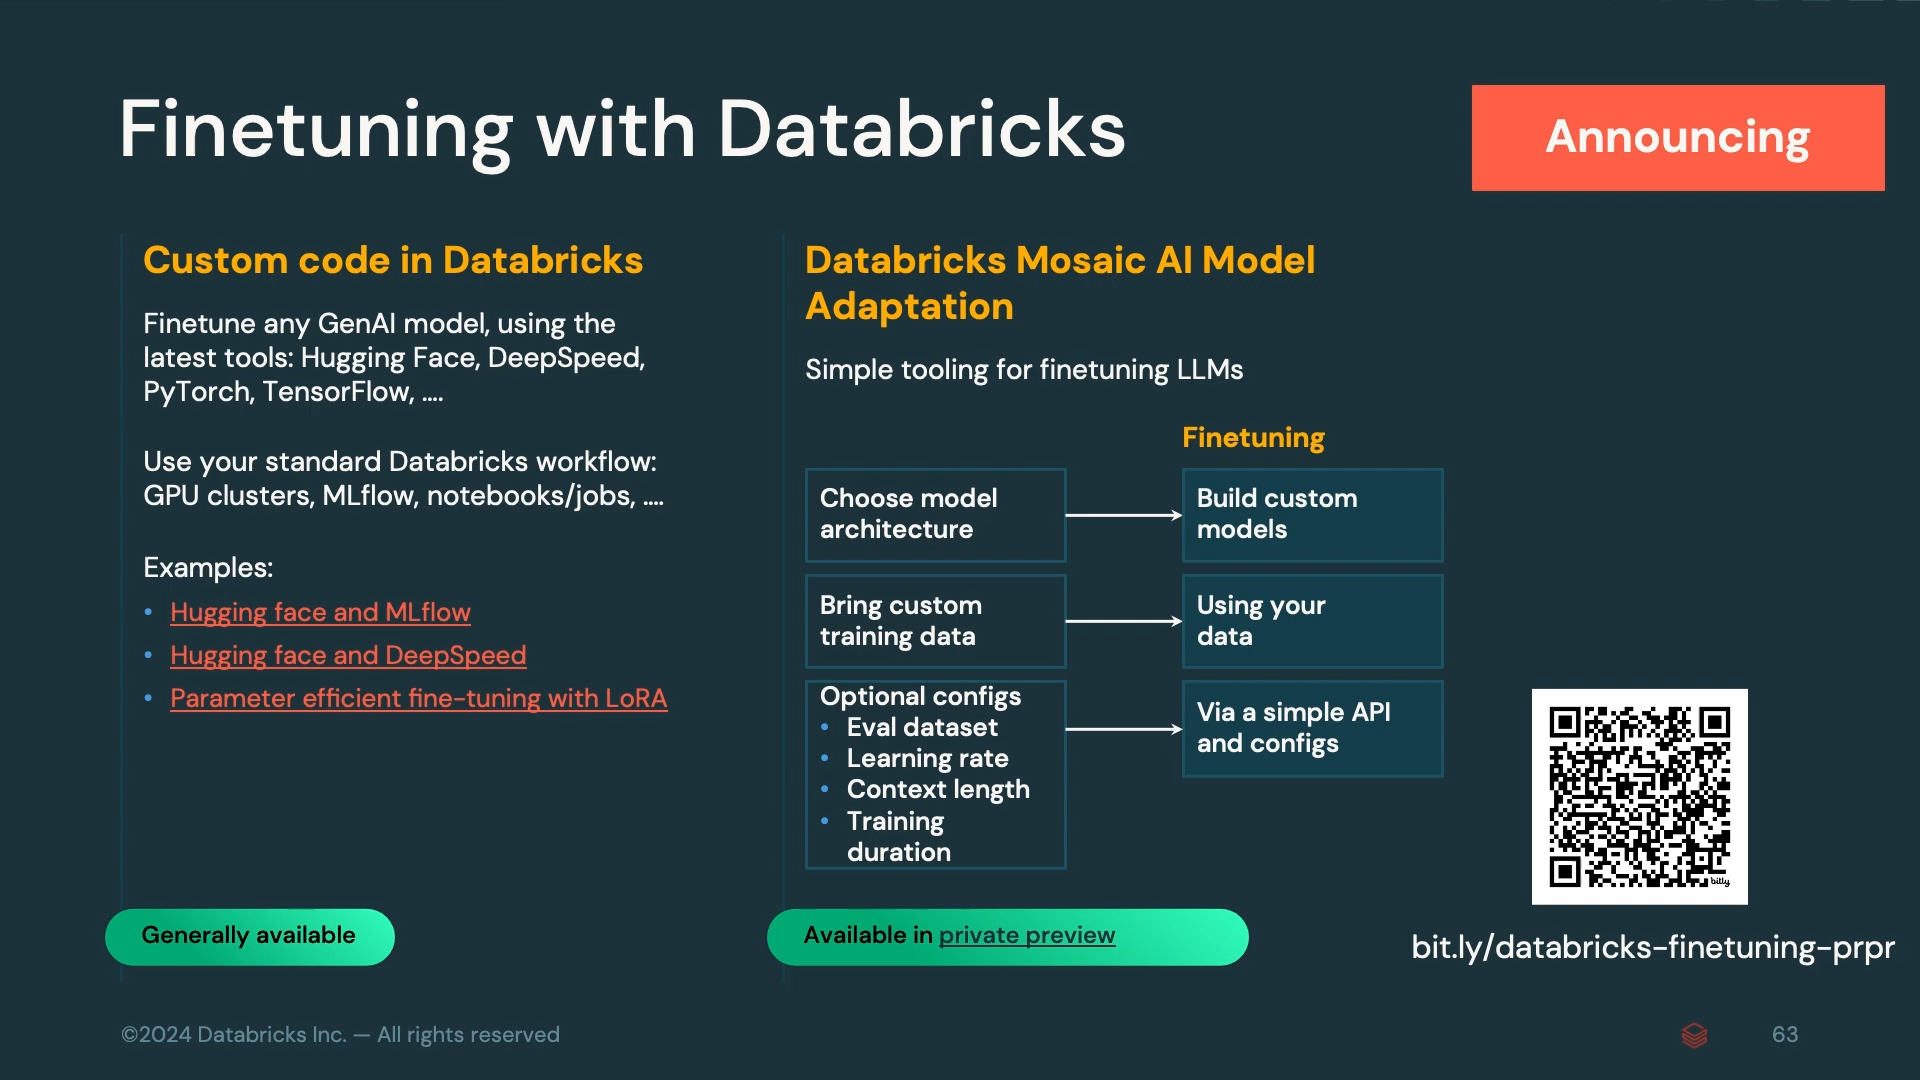 Finetuning with Databricks
Announcing
Custom code in Databricks
Finetune any GenAI model, using the
latest tools: Hugging Face, DeepSpeed,
PyTorch, TensorFlow, ....
Use your standard Databricks workflow:
GPU clusters, MLflow, notebooks/jobs, ....
Examples:
• Hugging face and MLflow
• Hugging face and DeepSpeed
• Parameter efficient fine-tuning with LoRA
Generally available
Databricks Mosaic AI Model
Adaptation
Simple tooling for finetuning LLMs
Finetuning
Choose model
architecture
Build custom
models
Bring custom
training data
Using your
data
Optional configs
• Eval dataset
• Learning rate
• Context length
• Training
duration
Via a simple API
and configs
Available in private preview
bitly
bit.ly/databricks-finetuning-prpr
©2024 Databricks Inc. — All rights reserved
63